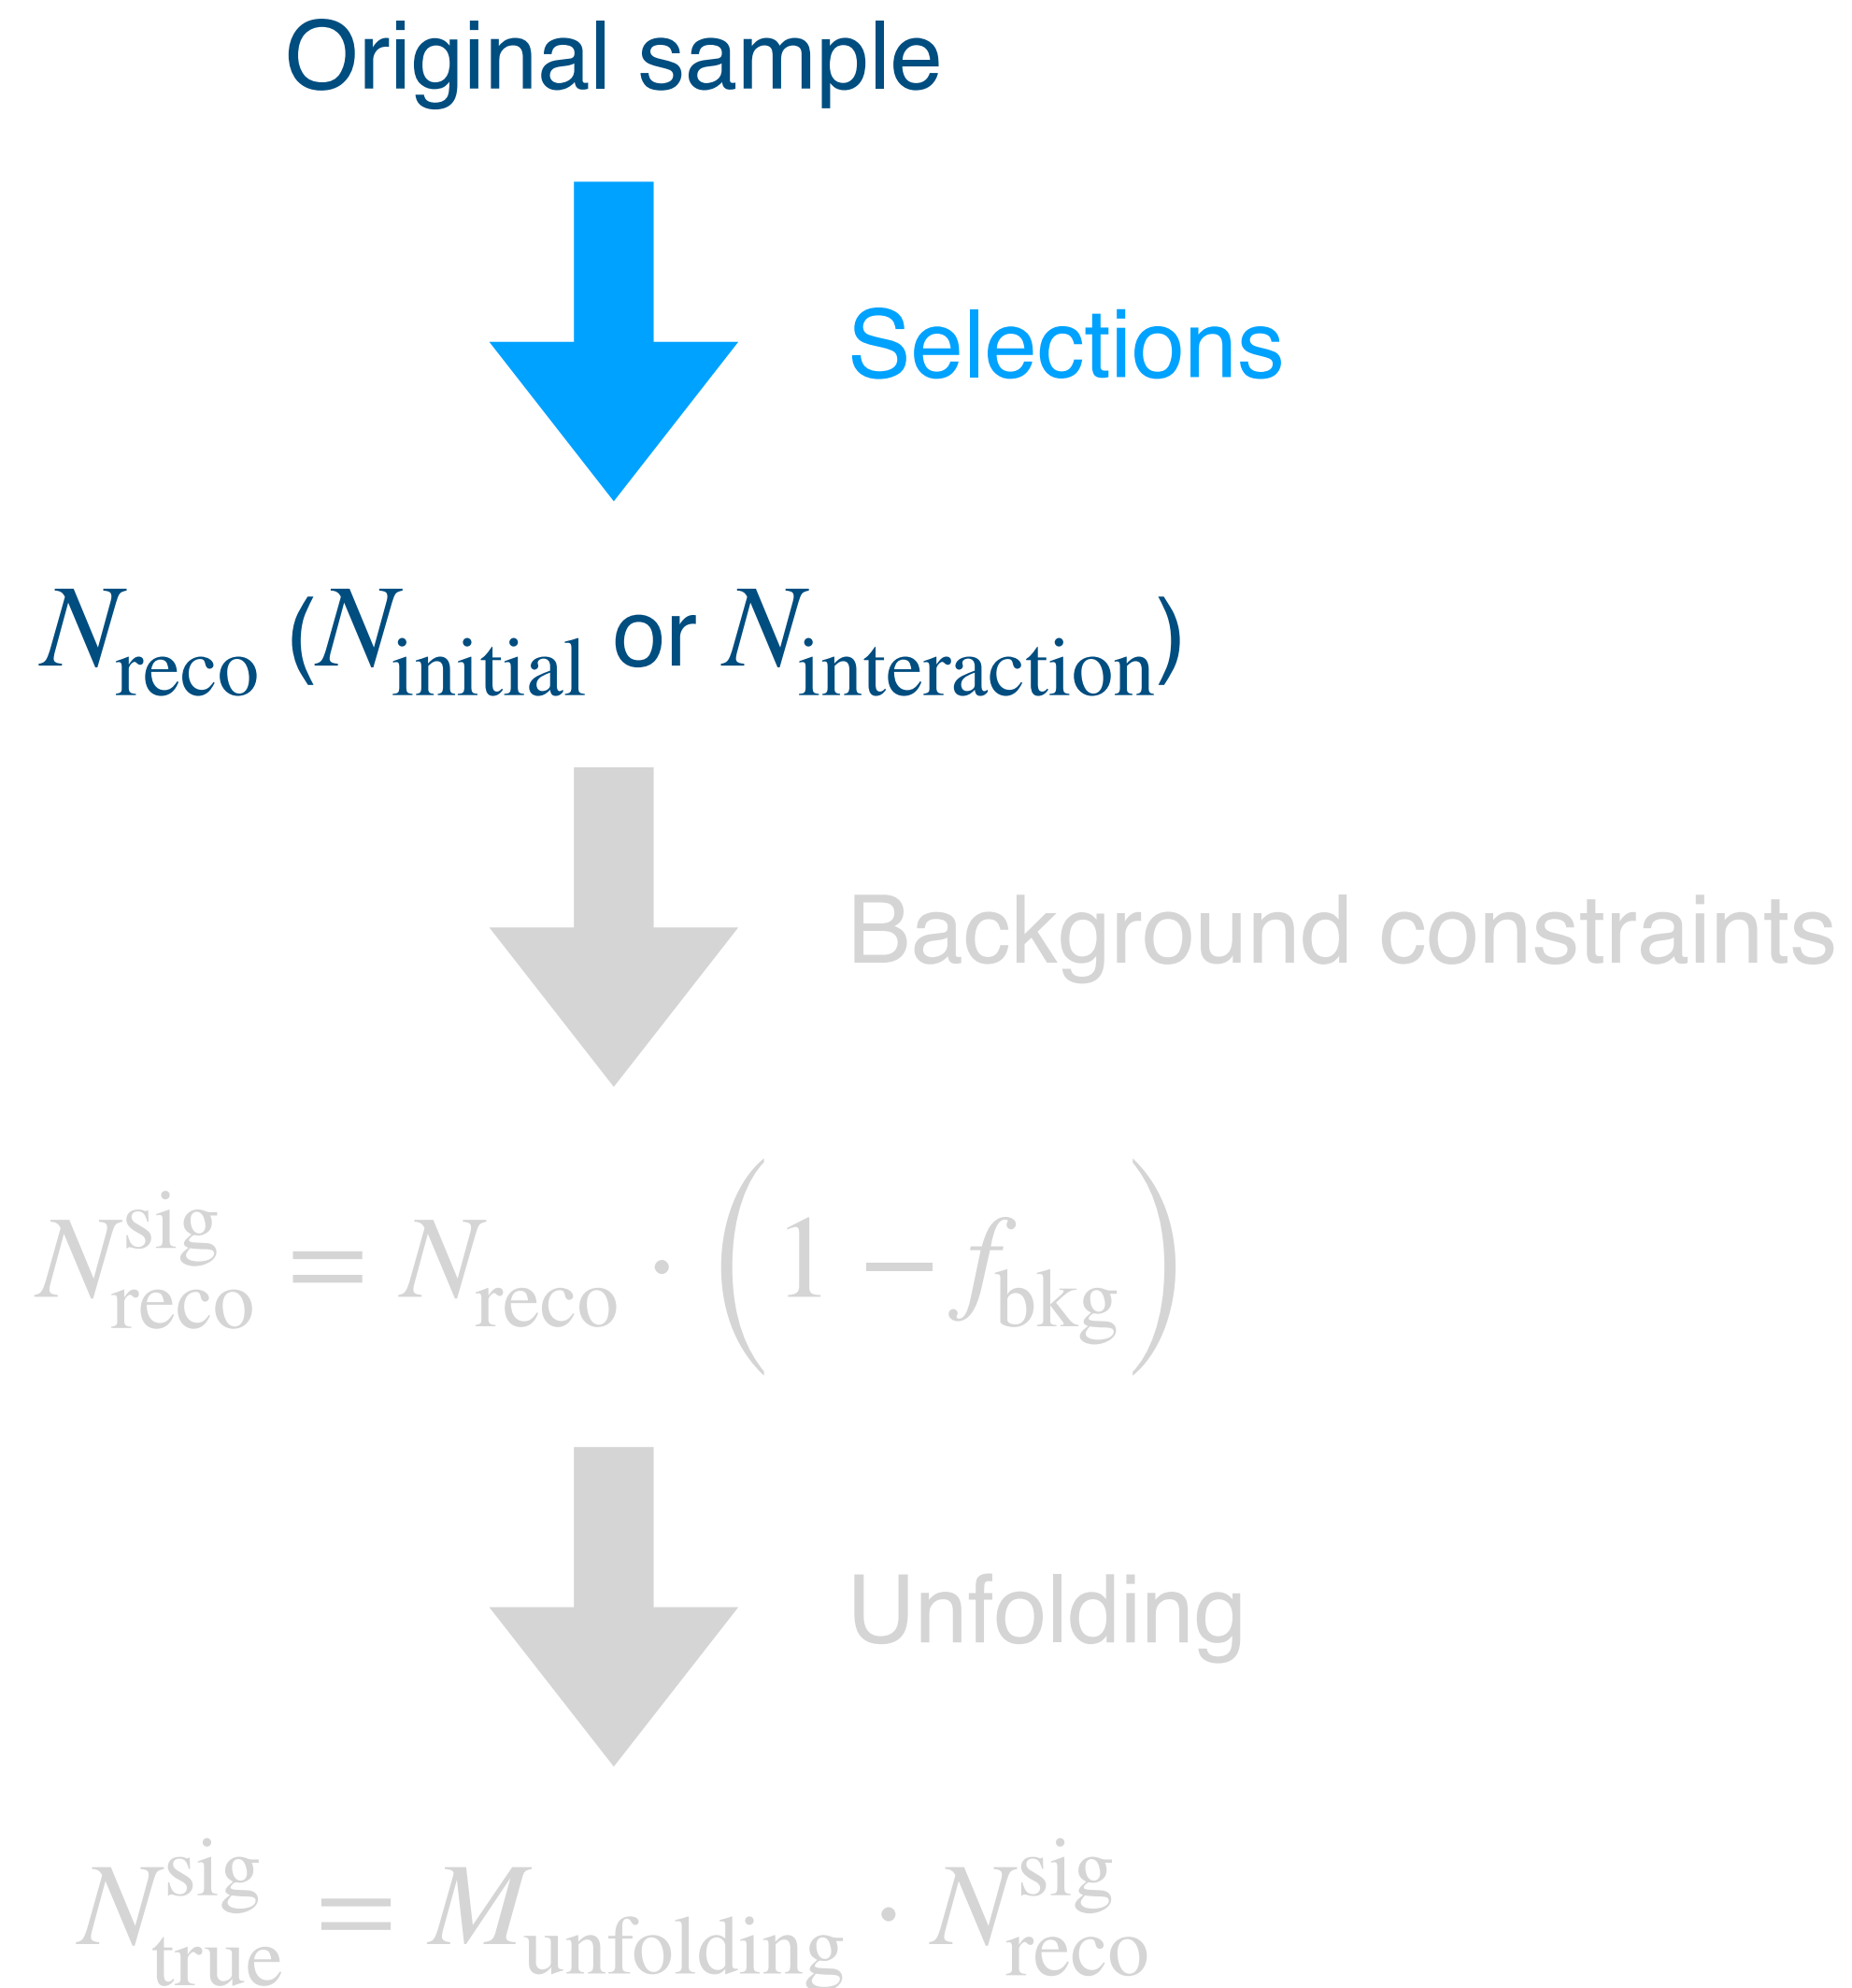 Original sample
Selections
N_reco (N_initial or N_interaction)
Background constraints
N_reco^sig = N_reco · (1 − f_bkg)
Unfolding
N_true^sig = M_unfolding · N_reco^sig